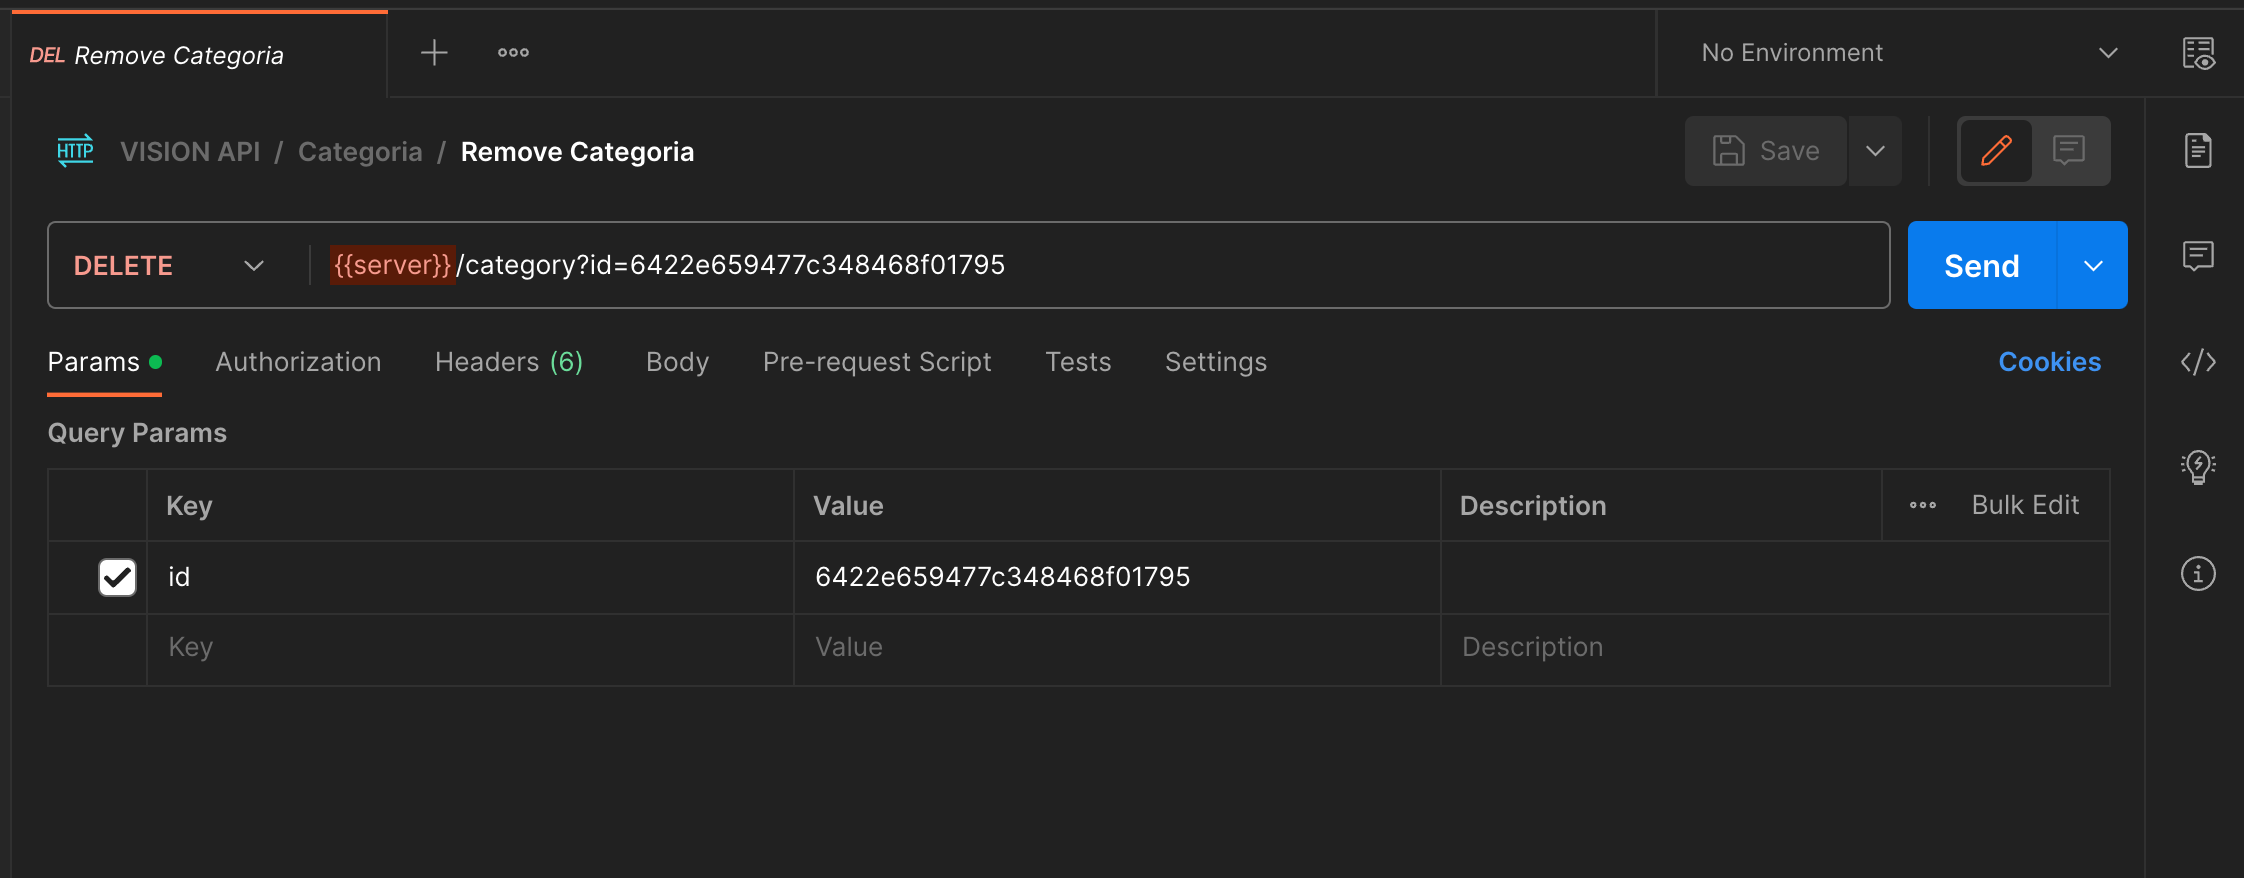 DEL Remove Categoria
No Environment
HTTP VISION API / Categoria / Remove Categoria
Save
DELETE {{server}}/category?id=6422e659477c348468f01795
Send
Params Authorization Headers (6) Body Pre-request Script Tests Settings Cookies
Query Params
Key Value Description Bulk Edit
id 6422e659477c348468f01795
Key Value Description